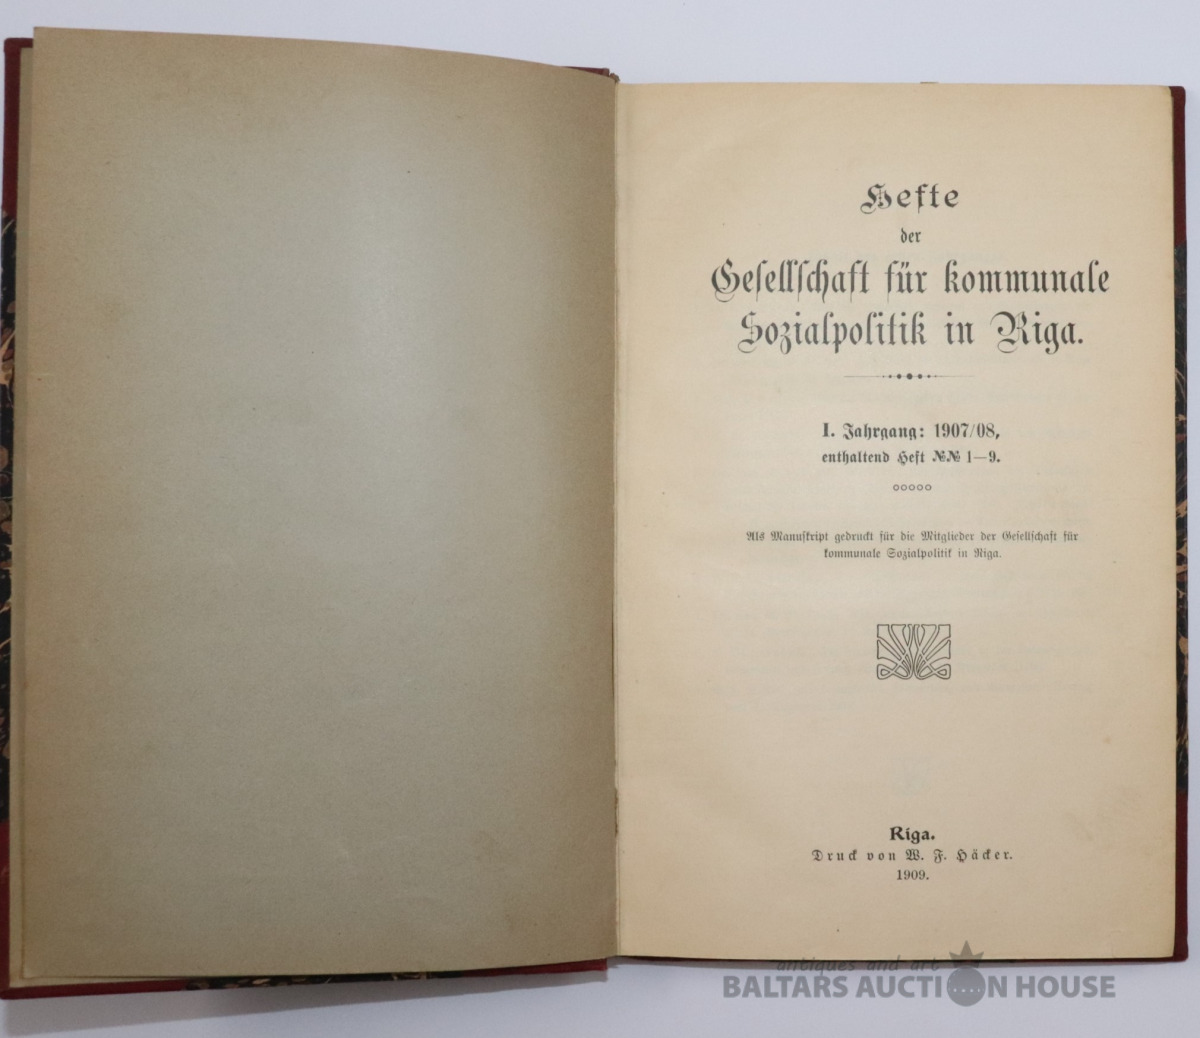 Hefte
der
Gesellschaft für kommunale
Sozialpolitik in Riga.
I. Jahrgang: 1907/08,
enthaltend Heft №№ 1—9.
Als Manuskript gedruckt für die Mitglieder der Gesellschaft für
kommunale Sozialpolitik in Riga.
Riga.
Druck von W. F. Häcker.
1909.
antiques and art
BALTARS AUCTION HOUSE